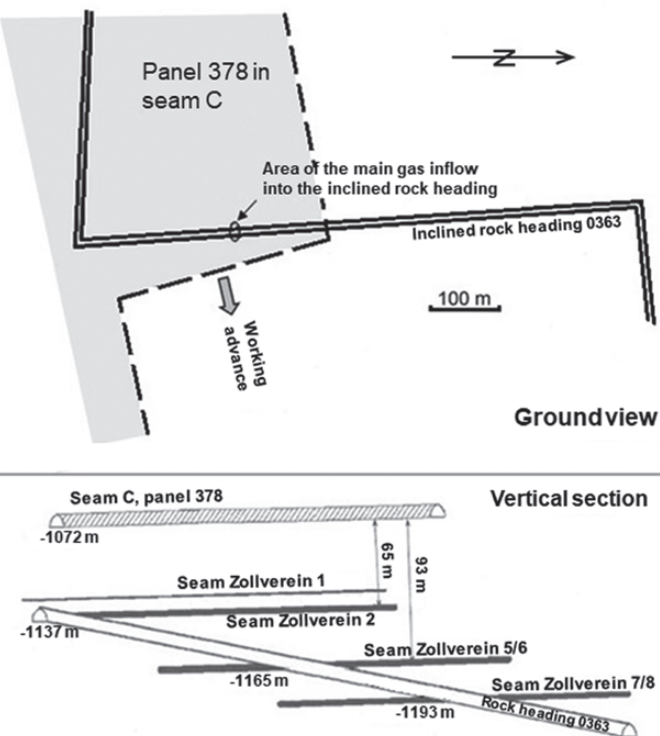 Panel 378 in
seam C
N
Area of the main gas inflow
into the inclined rock heading
Inclined rock heading 0363
100 m
Working
advance
Ground view
Seam C, panel 378
Vertical section
-1072 m
65 m
93 m
Seam Zollverein 1
Seam Zollverein 2
-1137 m
Seam Zollverein 5/6
-1165 m
Seam Zollverein 7/8
-1193 m
Rock heading 0363